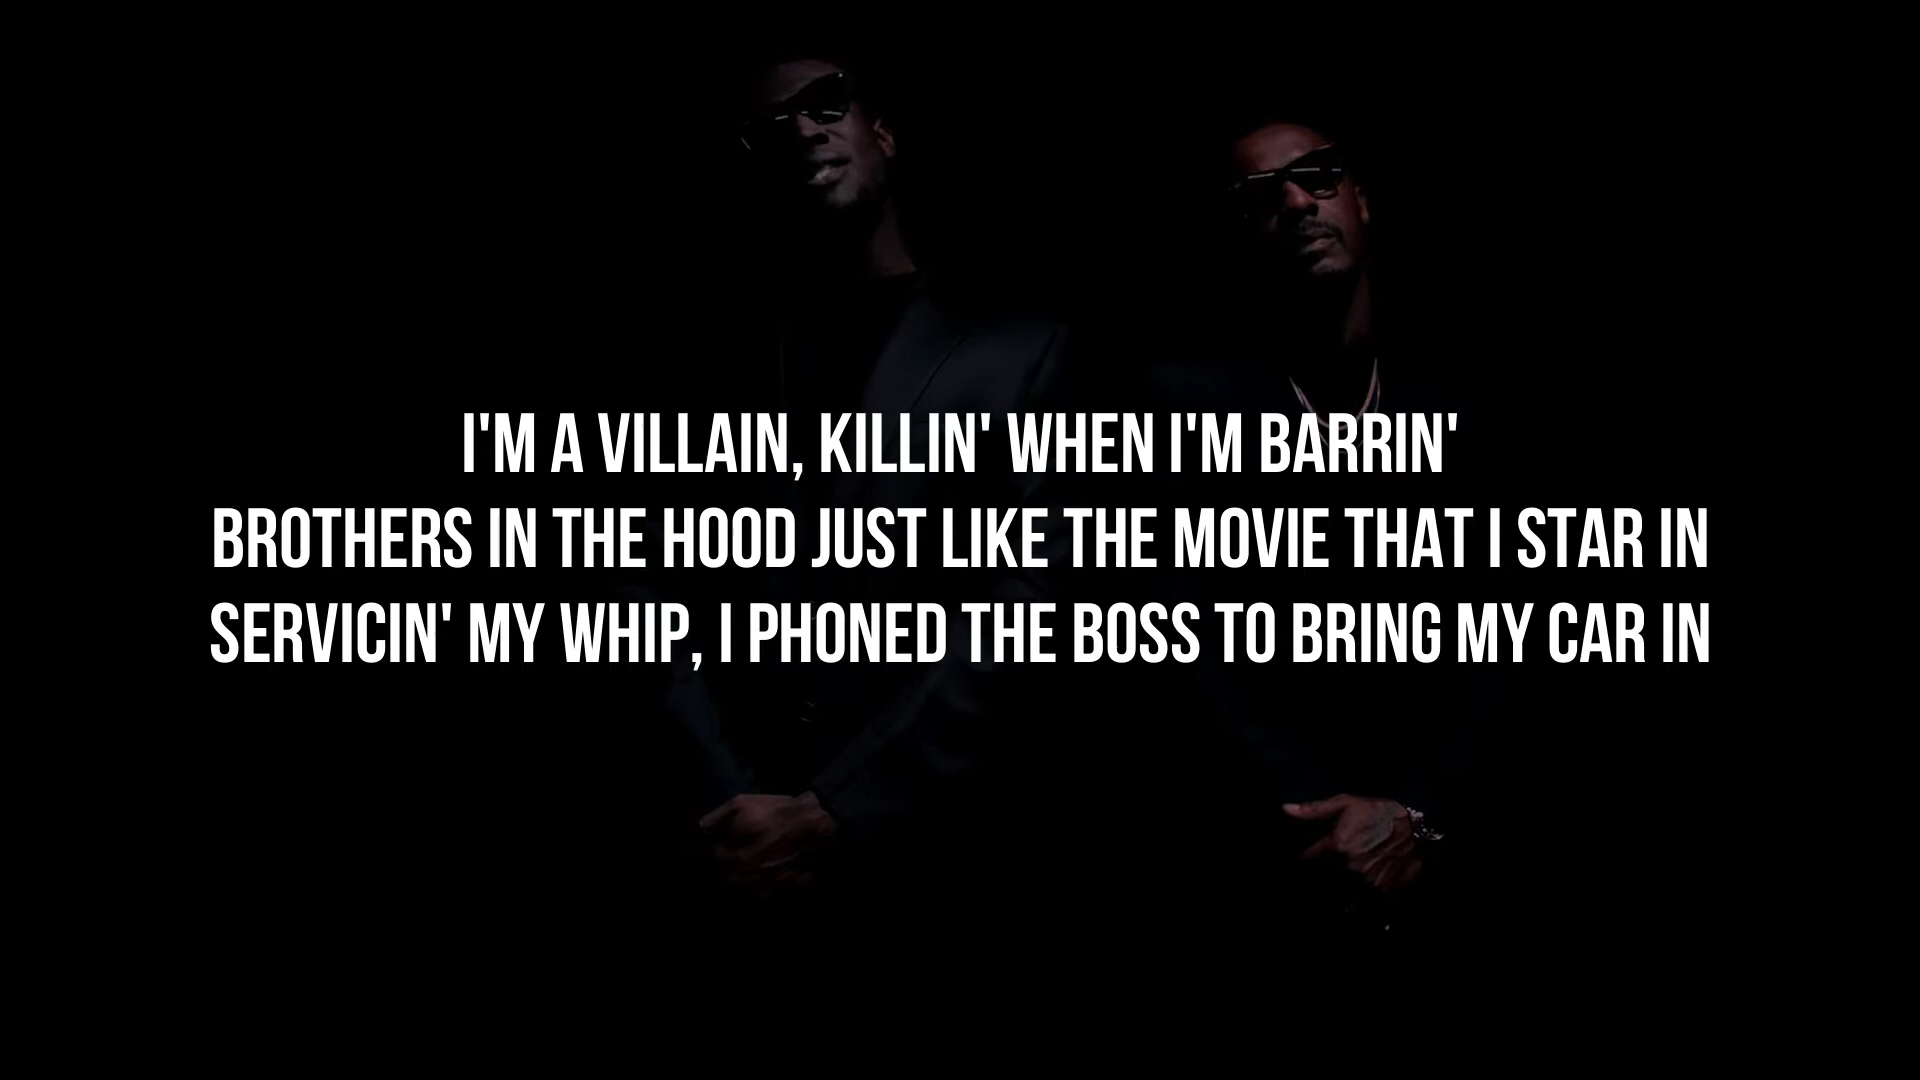 I'M A VILLAIN, KILLIN' WHEN I'M BARRIN'
BROTHERS IN THE HOOD JUST LIKE THE MOVIE THAT I STAR IN
SERVICIN' MY WHIP, I PHONED THE BOSS TO BRING MY CAR IN